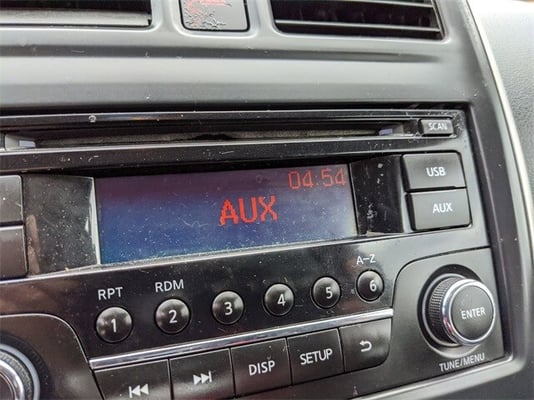 SCAN
04:54
AUX
USB
AUX
RPT RDM A-Z
1 2 3 4 5 6
DISP SETUP
ENTER
TUNE/MENU